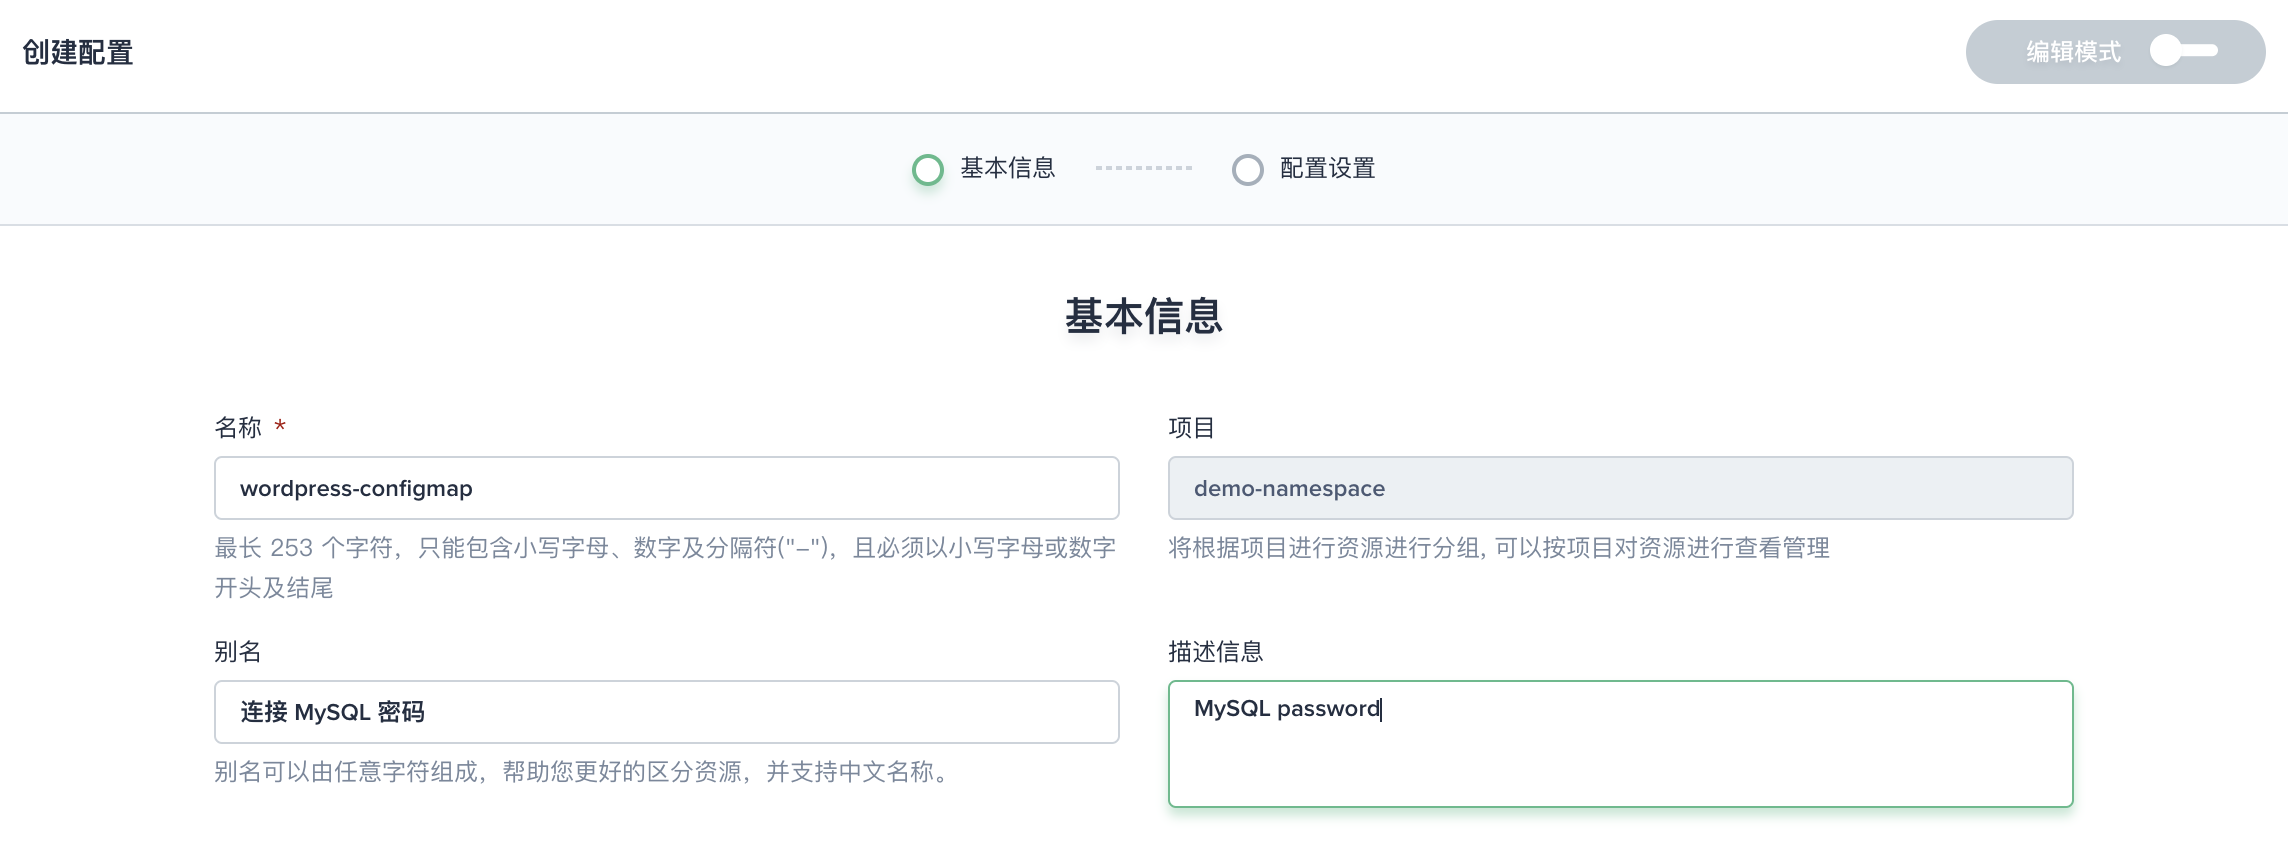 创建配置
编辑模式
基本信息
配置设置
基本信息
名称 *
项目
wordpress-configmap
demo-namespace
最长 253 个字符，只能包含小写字母、数字及分隔符("-")，且必须以小写字母或数字
开头及结尾
将根据项目进行资源进行分组, 可以按项目对资源进行查看管理
别名
描述信息
连接 MySQL 密码
MySQL password
别名可以由任意字符组成，帮助您更好的区分资源，并支持中文名称。